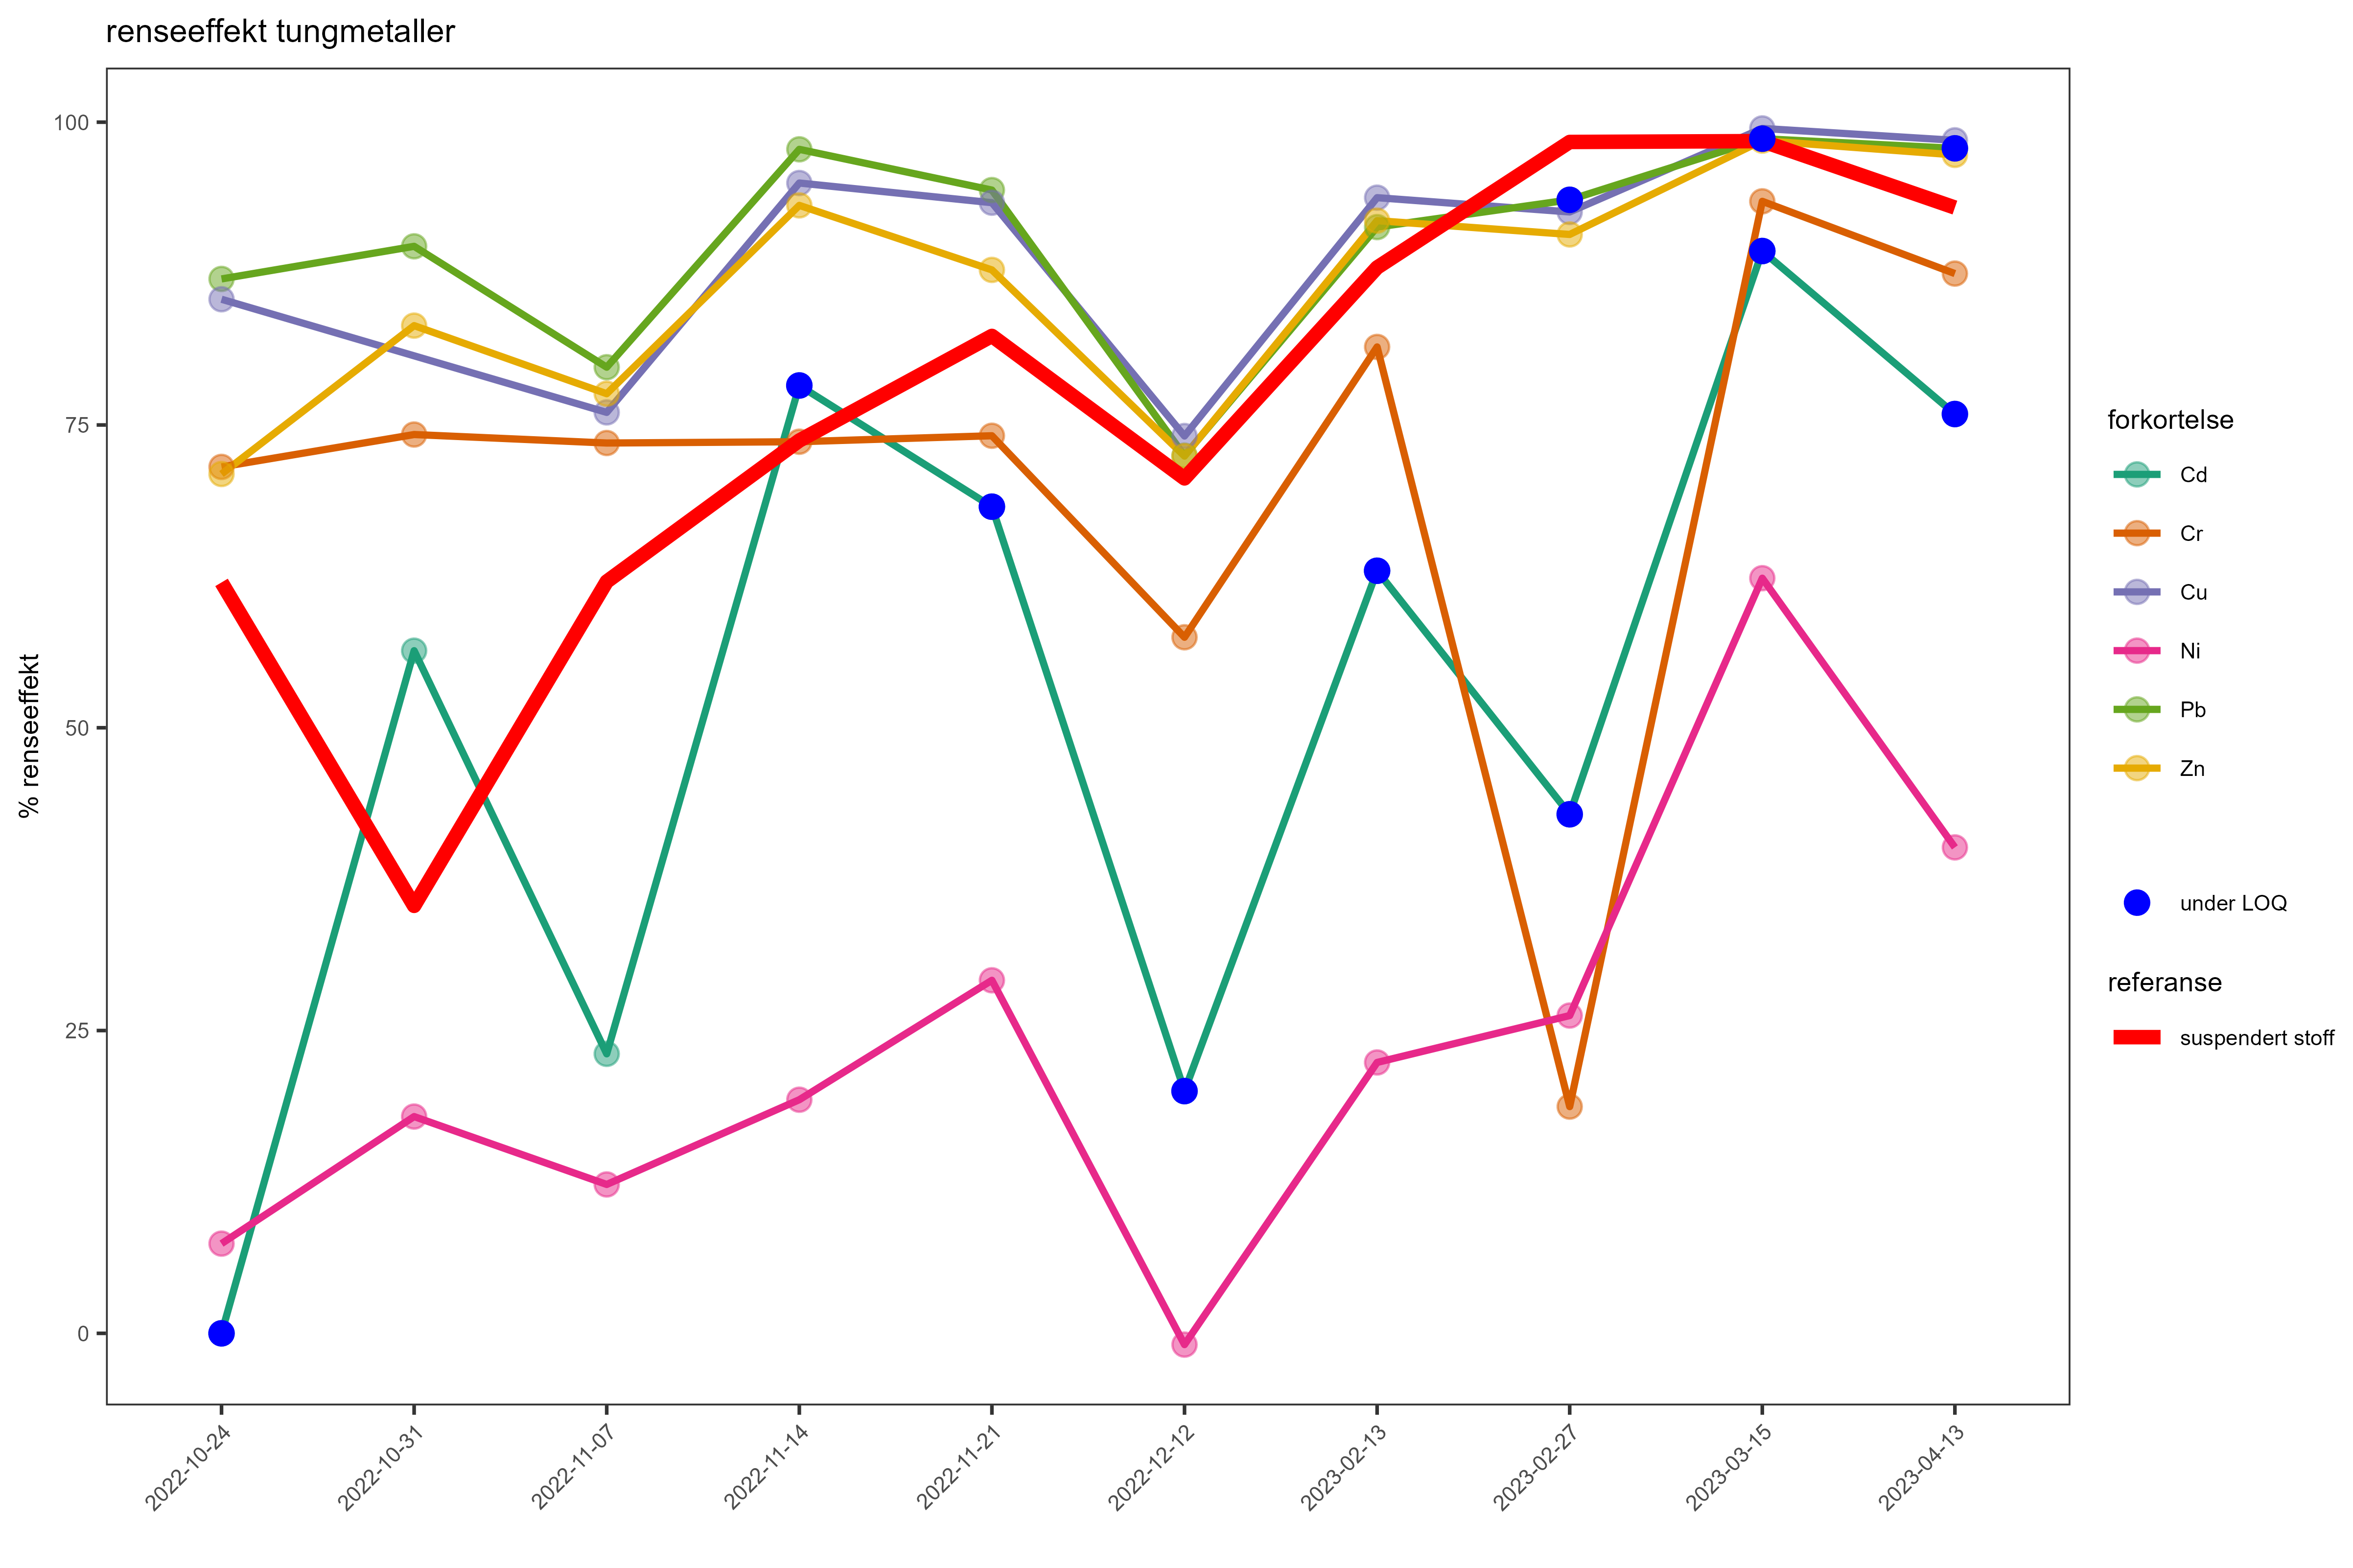 renseeffekt tungmetaller
% renseeffekt
100
75
50
25
0
2022-10-24
2022-10-31
2022-11-07
2022-11-14
2022-11-21
2022-12-12
2023-02-13
2023-02-27
2023-03-15
2023-04-13
forkortelse
Cd
Cr
Cu
Ni
Pb
Zn
under LOQ
referanse
suspendert stoff